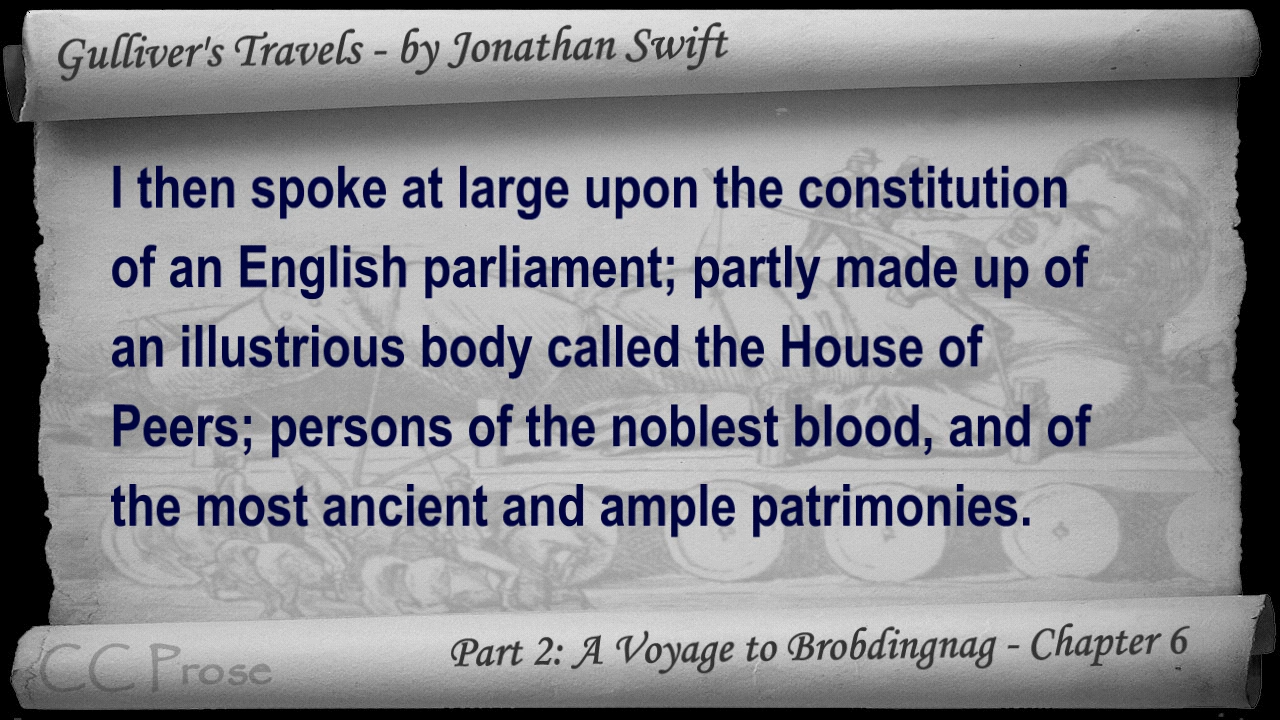 Gulliver's Travels - by Jonathan Swift
I then spoke at large upon the constitution
of an English parliament; partly made up of
an illustrious body called the House of
Peers; persons of the noblest blood, and of
the most ancient and ample patrimonies.
Part 2: A Voyage to Brobdingnag - Chapter 6
CC Prose